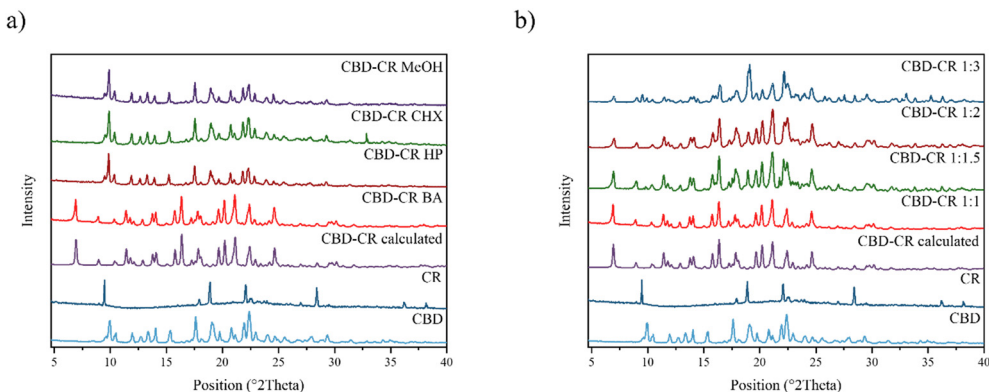 a)
CBD-CR MeOH
CBD-CR CHX
CBD-CR HP
CBD-CR BA
CBD-CR calculated
CR
CBD
Intensity
5 10 15 20 25 30 35 40
Position (°2Theta)
b)
CBD-CR 1:3
CBD-CR 1:2
CBD-CR 1:1.5
CBD-CR 1:1
CBD-CR calculated
CR
CBD
Intensity
5 10 15 20 25 30 35 40
Position (°2Theta)